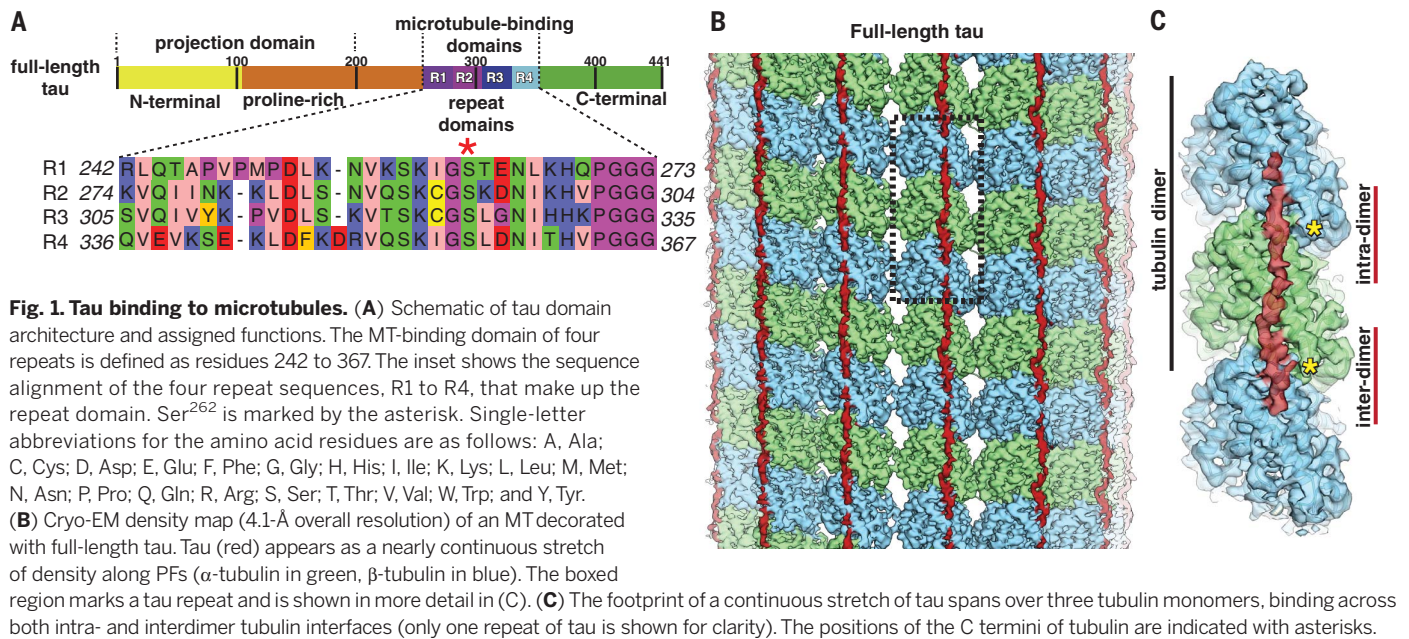 A
projection domain
microtubule-binding
domains
full-length
tau
1
100
200
300
400
441
R1 R2 R3 R4
N-terminal
proline-rich
C-terminal
repeat
domains
*
R1 242 RLQTAPVPMPDLK-NVKSKIGSTENLKHQPGGG 273
R2 274 KVQIINK-KLDLS-NVQSKCGSKDNIKHVPGGG 304
R3 305 SVQIVYK-PVDLS-KVTSKCGSLGNIHHKPGGG 335
R4 336 QVEVKSE-KLDFKDRVQSKIGSLDNITHVPGGG 367
B
Full-length tau
C
tubulin dimer
intra-dimer
inter-dimer
*
*
Fig. 1. Tau binding to microtubules. (A) Schematic of tau domain
architecture and assigned functions. The MT-binding domain of four
repeats is defined as residues 242 to 367. The inset shows the sequence
alignment of the four repeat sequences, R1 to R4, that make up the
repeat domain. Ser262 is marked by the asterisk. Single-letter
abbreviations for the amino acid residues are as follows: A, Ala;
C, Cys; D, Asp; E, Glu; F, Phe; G, Gly; H, His; I, Ile; K, Lys; L, Leu; M, Met;
N, Asn; P, Pro; Q, Gln; R, Arg; S, Ser; T, Thr; V, Val; W, Trp; and Y, Tyr.
(B) Cryo-EM density map (4.1-Å overall resolution) of an MT decorated
with full-length tau. Tau (red) appears as a nearly continuous stretch
of density along PFs (α-tubulin in green, β-tubulin in blue). The boxed
region marks a tau repeat and is shown in more detail in (C). (C) The footprint of a continuous stretch of tau spans over three tubulin monomers, binding across
both intra- and interdimer tubulin interfaces (only one repeat of tau is shown for clarity). The positions of the C termini of tubulin are indicated with asterisks.